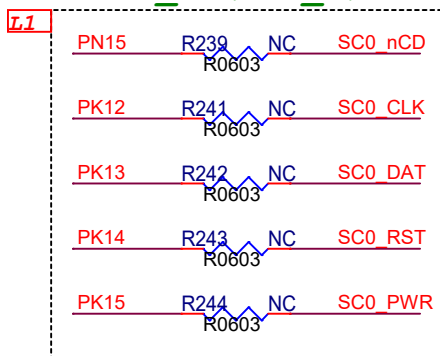 L1
PN15 R239 NC SC0_nCD
R0603
PK12 R241 NC SC0_CLK
R0603
PK13 R242 NC SC0_DAT
R0603
PK14 R243 NC SC0_RST
R0603
PK15 R244 NC SC0_PWR
R0603